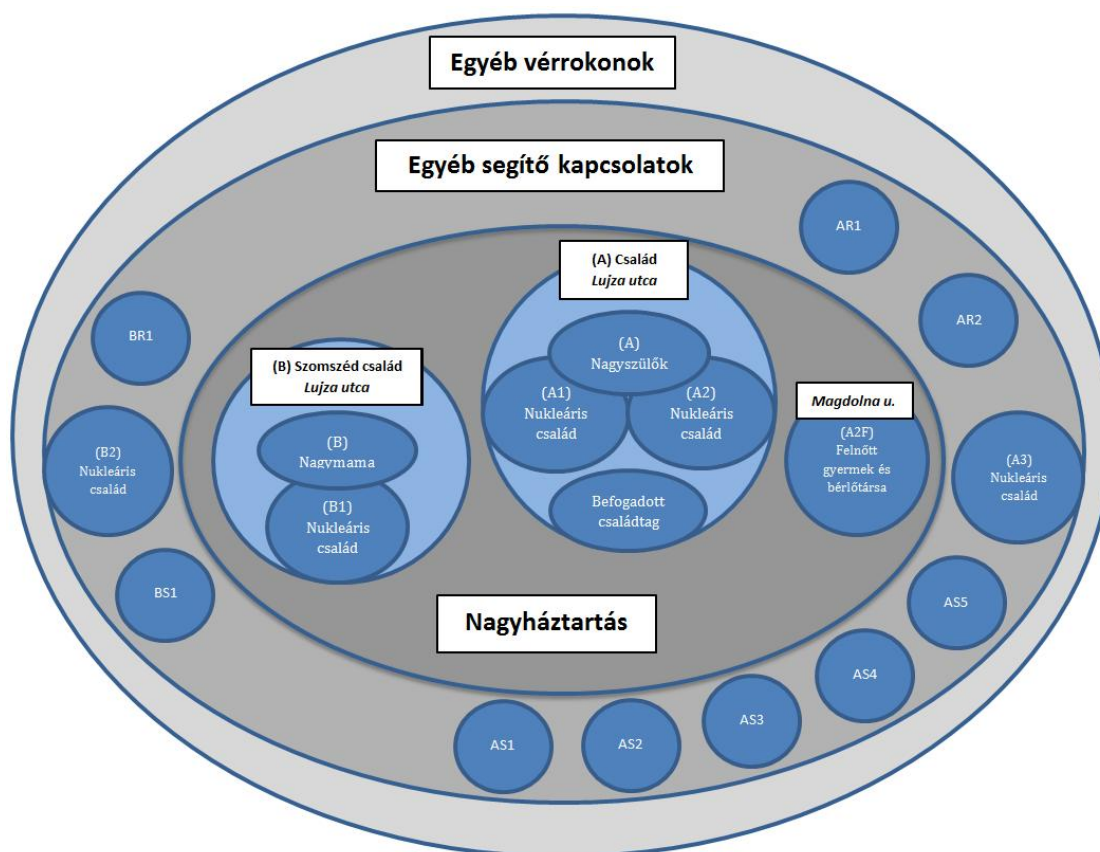 Egyéb vérrokonok
Egyéb segítő kapcsolatok
AR1
AR2
(A) Család
Lujza utca
(A)
Nagyszülők
(A1)
Nukleáris
család
(A2)
Nukleáris
család
Befogadott
családtag
BR1
(B) Szomszéd család
Lujza utca
(B)
Nagymama
(B1)
Nukleáris
család
Magdolna u.
(A2F)
Felnőtt
gyermek és
bérlőtársa
(B2)
Nukleáris
család
(A3)
Nukleáris
család
BS1
Nagyháztartás
AS5
AS4
AS3
AS2
AS1